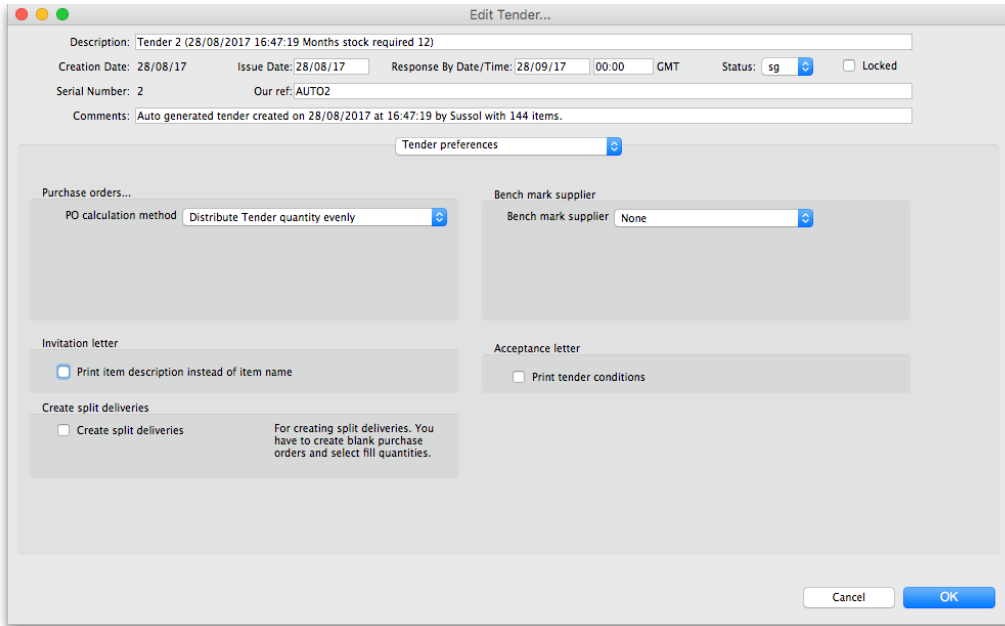 Edit Tender...
Description: Tender 2 (28/08/2017 16:47:19 Months stock required 12)
Creation Date: 28/08/17 Issue Date: 28/08/17 Response By Date/Time: 28/09/17 00:00 GMT Status: sg Locked
Serial Number: 2 Our ref: AUTO2
Comments: Auto generated tender created on 28/08/2017 at 16:47:19 by Sussol with 144 items.
Tender preferences
Purchase orders...
PO calculation method Distribute Tender quantity evenly
Bench mark supplier
Bench mark supplier None
Invitation letter
Print item description instead of item name
Acceptance letter
Print tender conditions
Create split deliveries
Create split deliveries
For creating split deliveries. You
have to create blank purchase
orders and select fill quantities.
Cancel OK